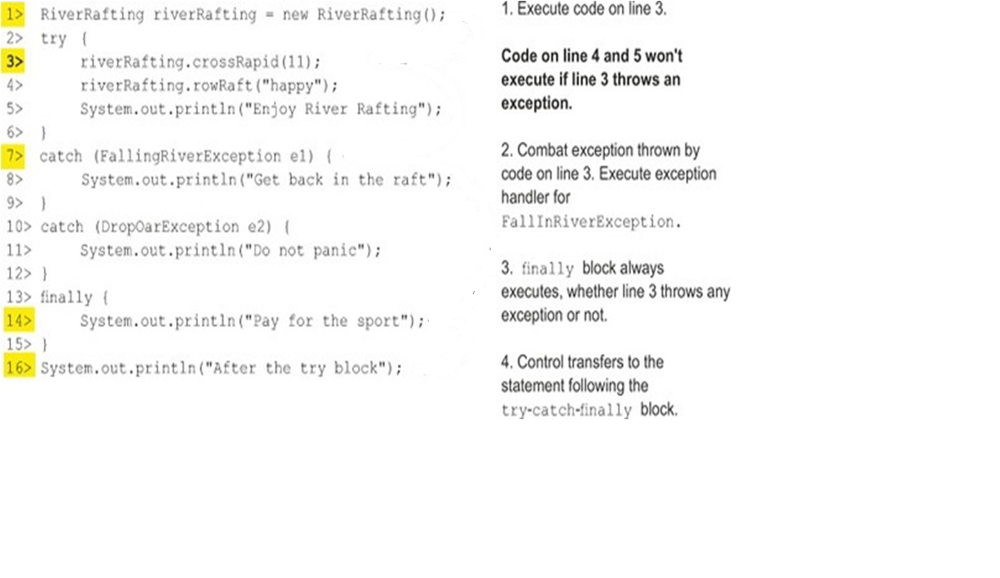 1> RiverRafting riverRafting = new RiverRafting();
2> try {
3> riverRafting.crossRapid(11);
4> riverRafting.rowRaft("happy");
5> System.out.println("Enjoy River Rafting");
6> }
7> catch (FallingRiverException e1) {
8> System.out.println("Get back in the raft");
9> }
10> catch (DropOarException e2) {
11> System.out.println("Do not panic");
12> }
13> finally {
14> System.out.println("Pay for the sport");
15> }
16> System.out.println("After the try block");
1. Execute code on line 3.
Code on line 4 and 5 won't
execute if line 3 throws an
exception.
2. Combat exception thrown by
code on line 3. Execute exception
handler for
FallInRiverException.
3. finally block always
executes, whether line 3 throws any
exception or not.
4. Control transfers to the
statement following the
try-catch-finally block.